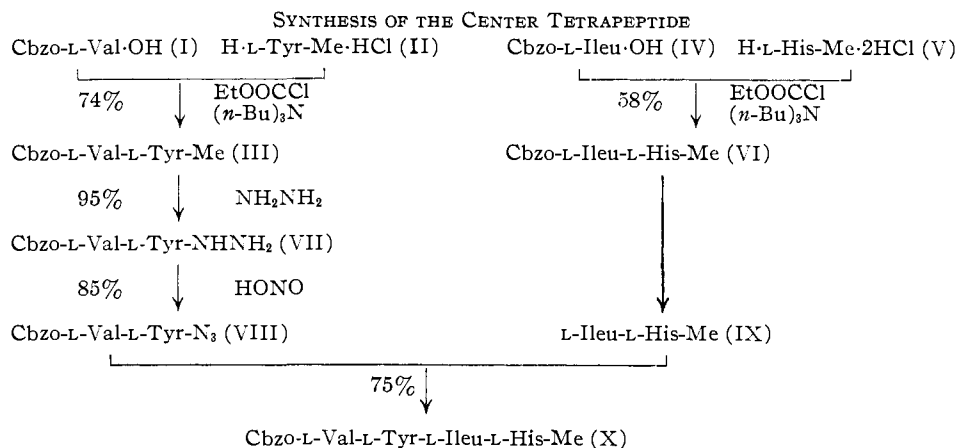 SYNTHESIS OF THE CENTER TETRAPEPTIDE
Cbzo-L-Val·OH (I) H·L-Tyr-Me·HCl (II) Cbzo-L-Ileu·OH (IV) H·L-His-Me·2HCl (V)
74% EtOOCCl 58% EtOOCCl
(n-Bu)₃N (n-Bu)₃N
Cbzo-L-Val-L-Tyr-Me (III) Cbzo-L-Ileu-L-His-Me (VI)
95% NH₂NH₂
Cbzo-L-Val-L-Tyr-NHNH₂ (VII)
85% HONO
Cbzo-L-Val-L-Tyr-N₃ (VIII) L-Ileu-L-His-Me (IX)
75%
Cbzo-L-Val-L-Tyr-L-Ileu-L-His-Me (X)